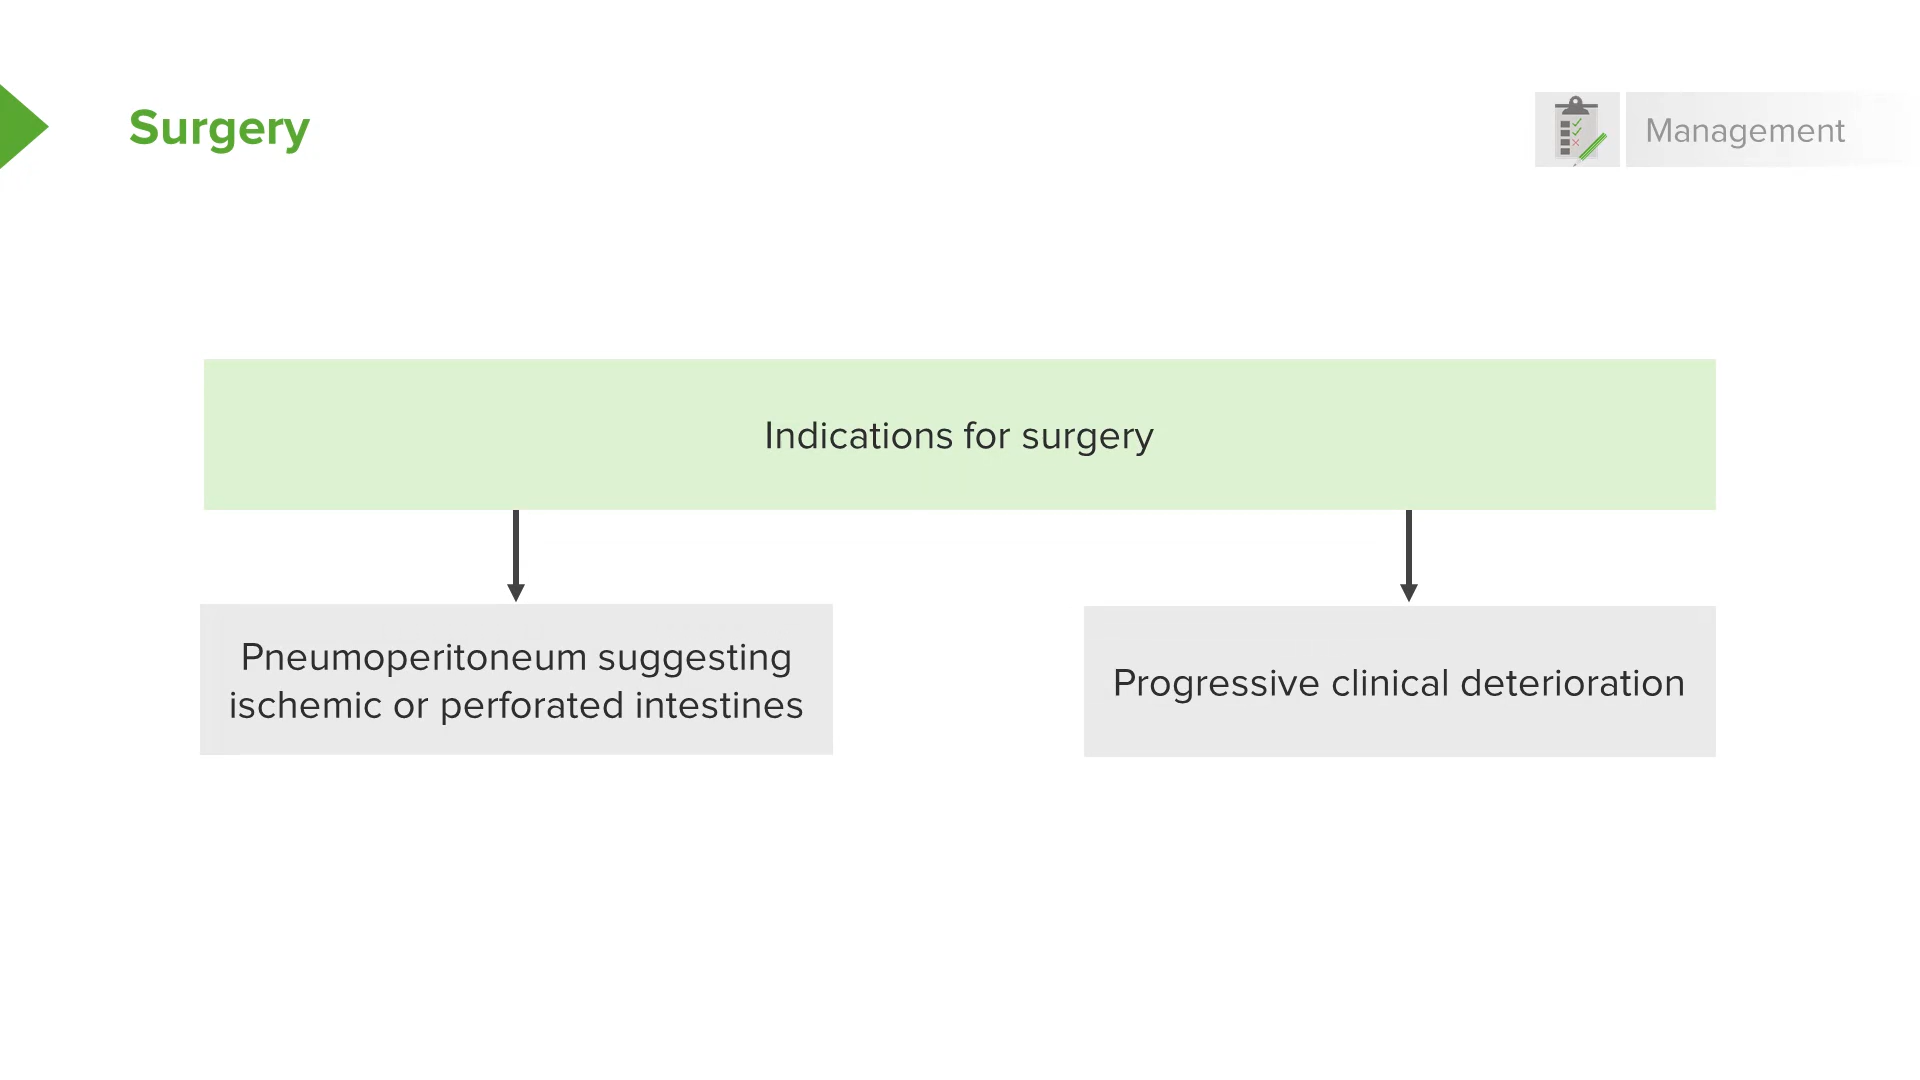 Surgery
Management
Indications for surgery
Pneumoperitoneum suggesting
ischemic or perforated intestines
Progressive clinical deterioration